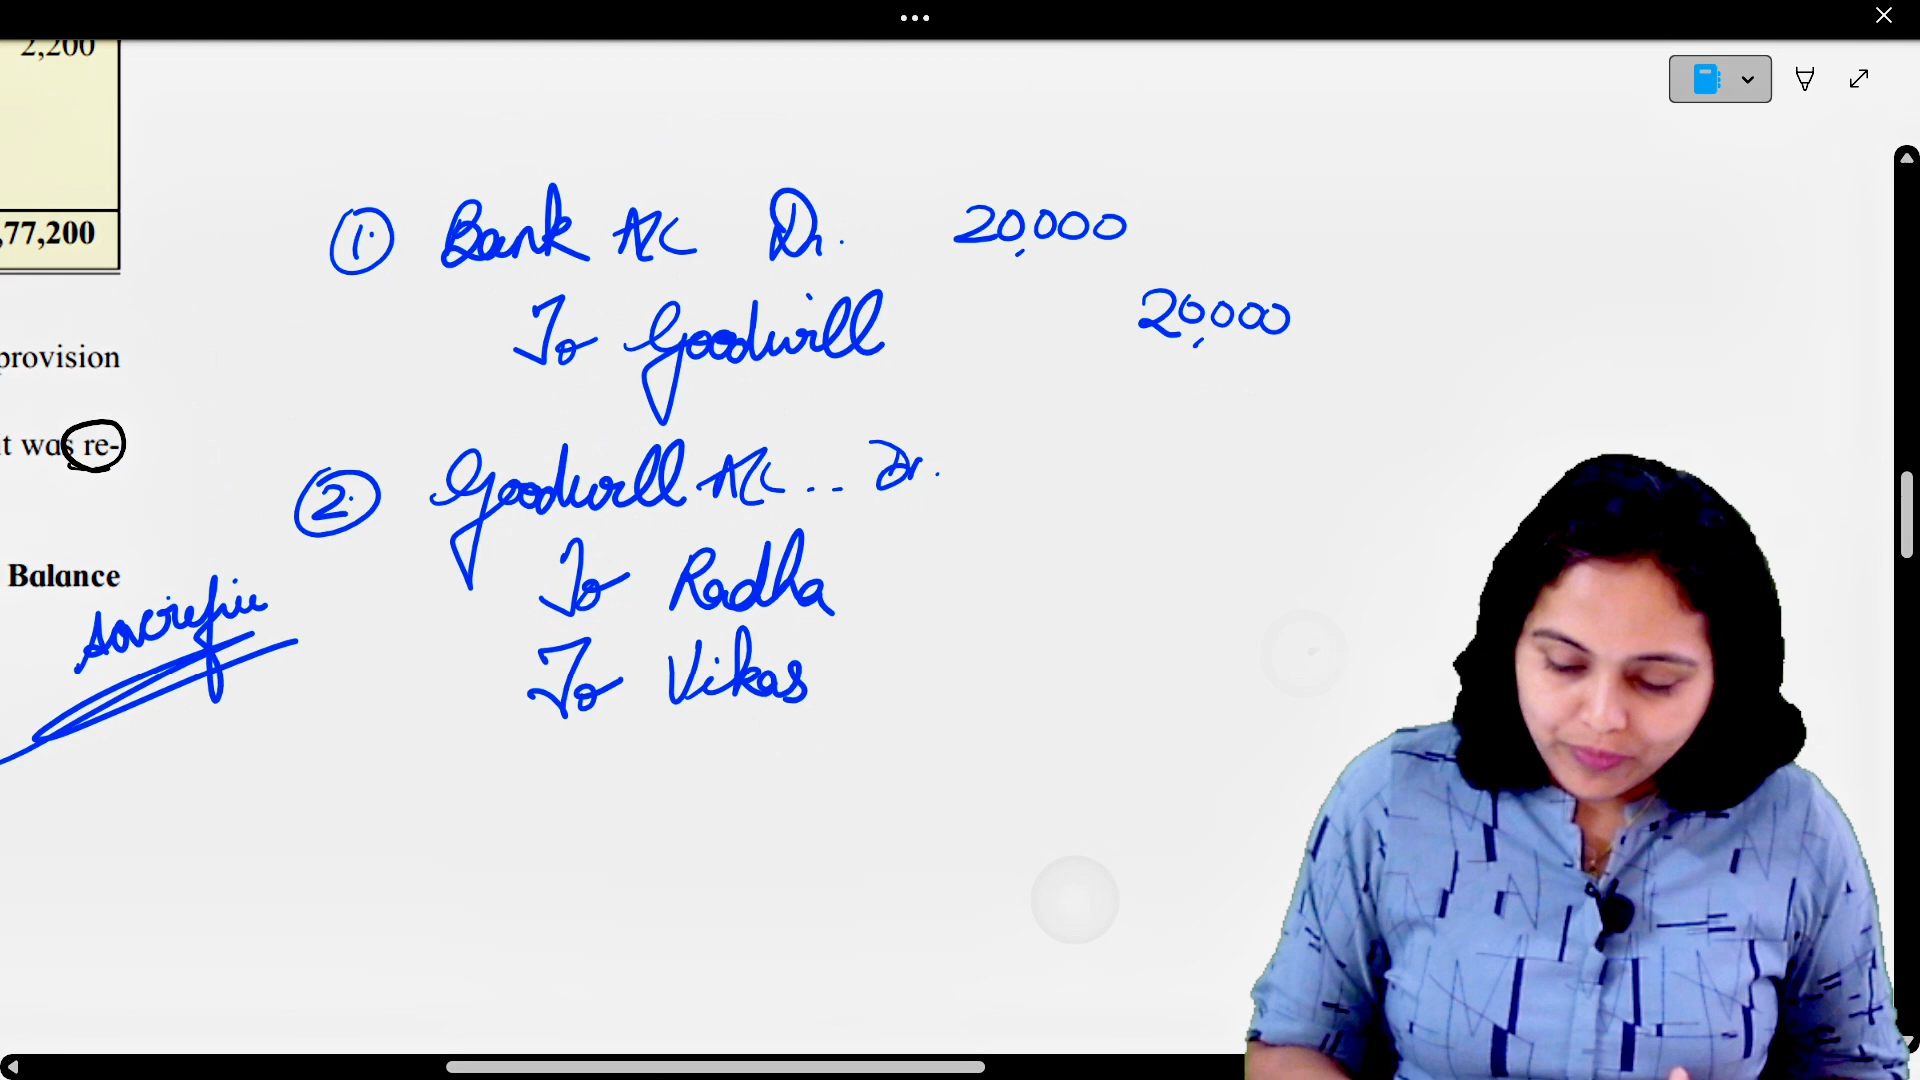 2,200
,77,200
provision
t was re-
Balance
Sacrifice
① Bank A/C Dr. 20,000
To Goodwill 20,000
② Goodwill A/C .. Dr.
To Radha
To Vikas